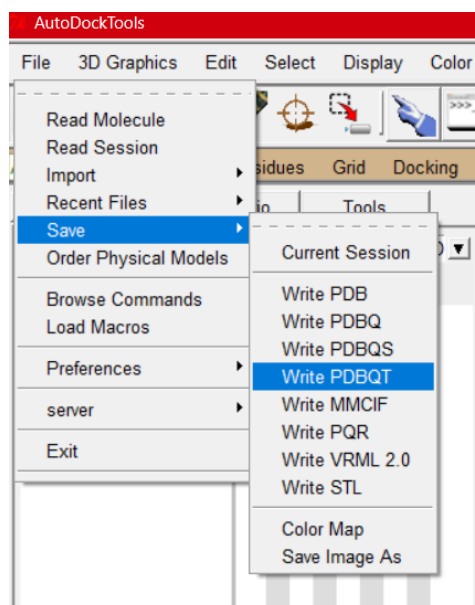 AutoDockTools
File 3D Graphics Edit Select Display Color
Read Molecule
Read Session
Import
Recent Files
Save
Order Physical Models
Browse Commands
Load Macros
Preferences
server
Exit
>>>
Grid Docking
Tools
Current Session
Write PDB
Write PDBQ
Write PDBQS
Write PDBQT
Write MMCIF
Write PQR
Write VRML 2.0
Write STL
Color Map
Save Image As